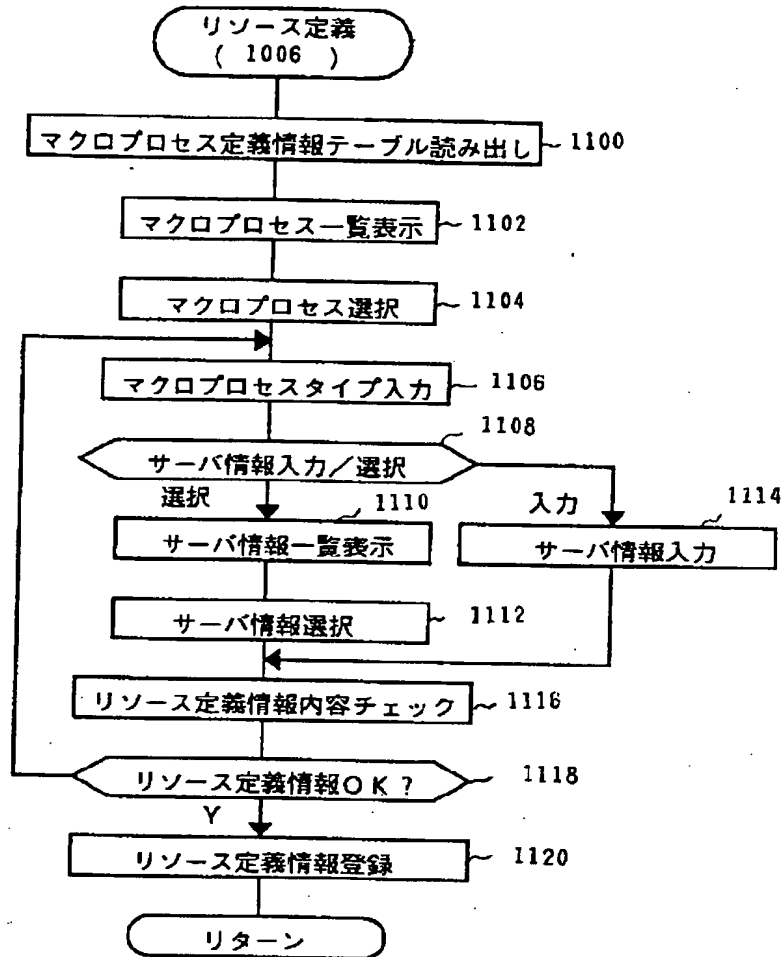 リソース定義
( 1006 )
マクロプロセス定義情報テーブル読み出し
1100
マクロプロセス一覧表示
1102
マクロプロセス選択
1104
マクロプロセスタイプ入力
1106
1108
サーバ情報入力／選択
選択
1110
入力
1114
サーバ情報一覧表示
サーバ情報入力
サーバ情報選択
1112
リソース定義情報内容チェック
1116
リソース定義情報OK?
1118
Y
リソース定義情報登録
1120
リターン